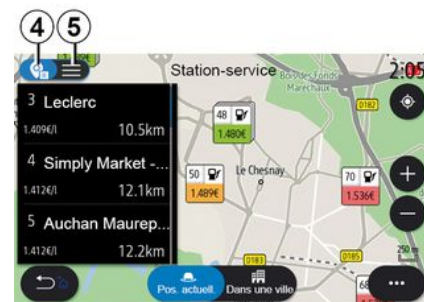 4 5
Station-service
2:05
Bois des Fonds
Maréchaux
D182
3 Leclerc
1.409€/l 10.5km
4 Simply Market -...
1.412€/l 12.1km
5 Auchan Maurep...
1.412€/l 12.2km
48
1.480€
50
1.489€
Le Chesnay
70
1.536€
D183
D185
250 m
68
Pos. actuell.
Dans une ville